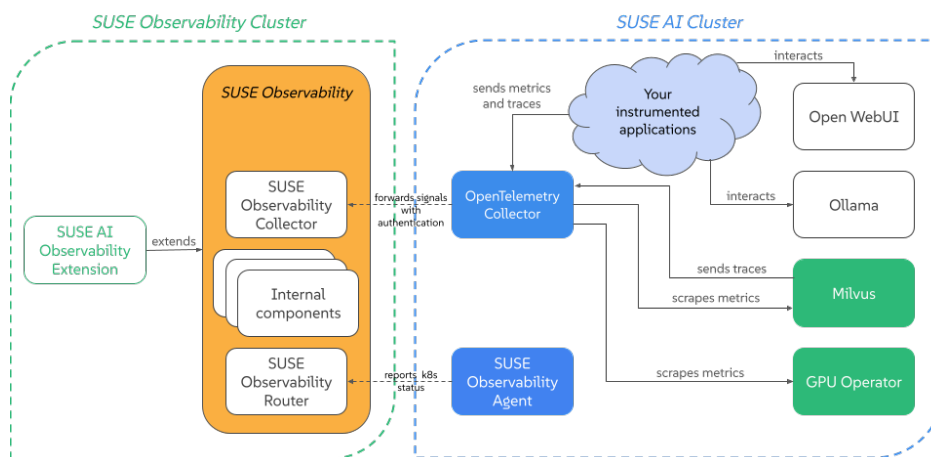 SUSE Observability Cluster
SUSE AI Cluster
SUSE Observability
sends metrics
and traces
Your
instrumented
applications
interacts
Open WebUI
SUSE
Observability
Collector
forwards signals
with
authentication
OpenTelemetry
Collector
interacts
Ollama
SUSE AI
Observability
Extension
extends
Internal
components
sends traces
scrapes metrics
Milvus
SUSE
Observability
Router
reports k8s
status
SUSE
Observability
Agent
scrapes metrics
GPU Operator